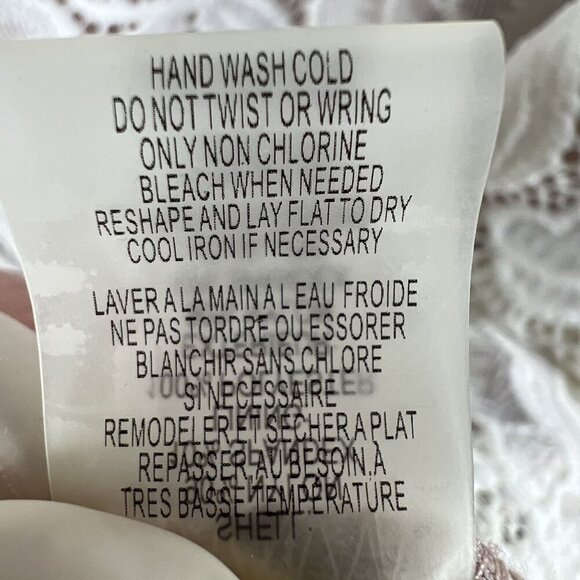 HAND WASH COLD
DO NOT TWIST OR WRING
ONLY NON CHLORINE
BLEACH WHEN NEEDED
RESHAPE AND LAY FLAT TO DRY
COOL IRON IF NECESSARY
LAVER A LA MAIN A L EAU FROIDE
NE PAS TORDRE OU ESSORER
BLANCHIR SANS CHLORE
SI NECESSAIRE
REMODELER ET SECHER A PLAT
REPASSER AU BESOIN.À
TRES BASSE TEMPÉRATURE